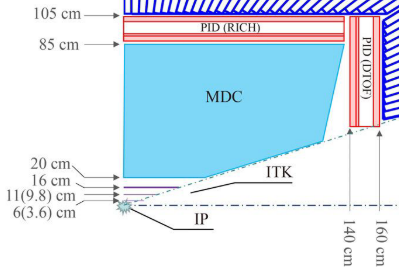 105 cm
PID (RICH)
85 cm
PID (DTOF)
MDC
20 cm
16 cm
ITK
11(9.8) cm
6(3.6) cm
IP
140 cm
160 cm